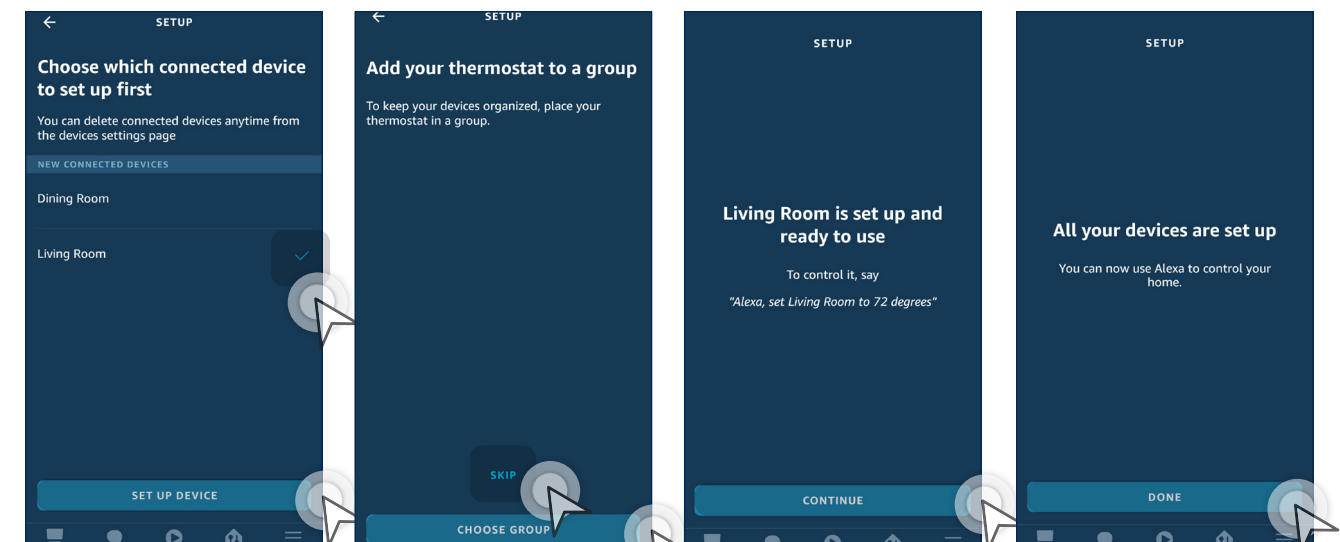 SETUP
Choose which connected device
to set up first
You can delete connected devices anytime from
the devices settings page
NEW CONNECTED DEVICES
Dining Room
Living Room
SET UP DEVICE
SETUP
Add your thermostat to a group
To keep your devices organized, place your
thermostat in a group.
SKIP
CHOOSE GROUP
SETUP
Living Room is set up and
ready to use
To control it, say
"Alexa, set Living Room to 72 degrees"
CONTINUE
SETUP
All your devices are set up
You can now use Alexa to control your
home.
DONE